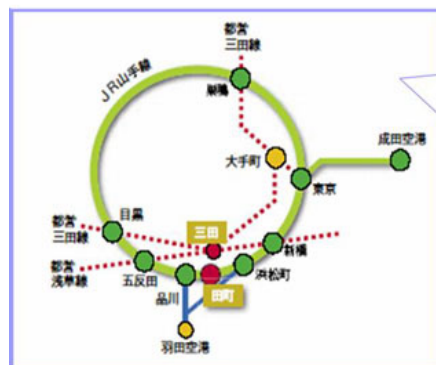 都営
三田線
JR山手線
巣鴨
成田空港
大手町
東京
目黒
三田
都営
三田線
新橋
都営
浅草線
五反田
浜松町
品川
田町
羽田空港